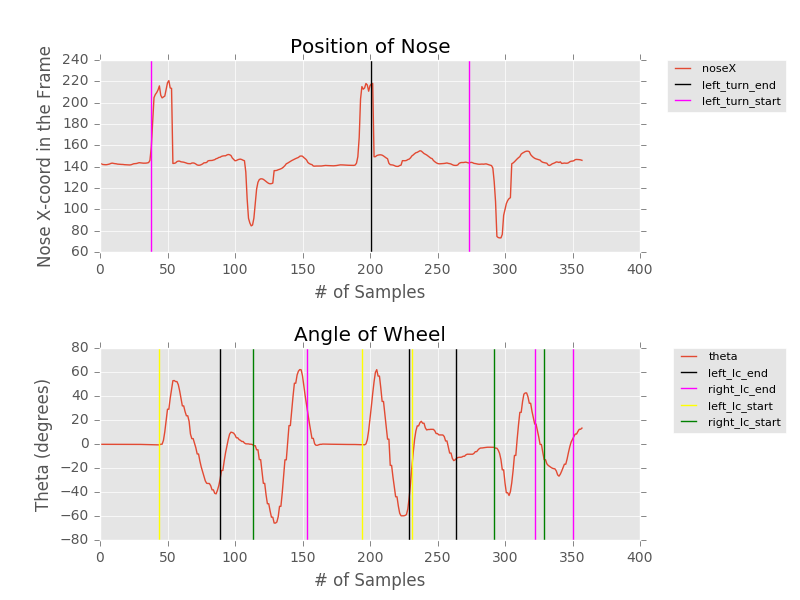 Position of Nose
Nose X-coord in the Frame
240
220
200
180
160
140
120
100
80
60
0 50 100 150 200 250 300 350 400
# of Samples
noseX
left_turn_end
left_turn_start
Angle of Wheel
Theta (degrees)
80
60
40
20
0
−20
−40
−60
−80
0 50 100 150 200 250 300 350 400
# of Samples
theta
left_lc_end
right_lc_end
left_lc_start
right_lc_start